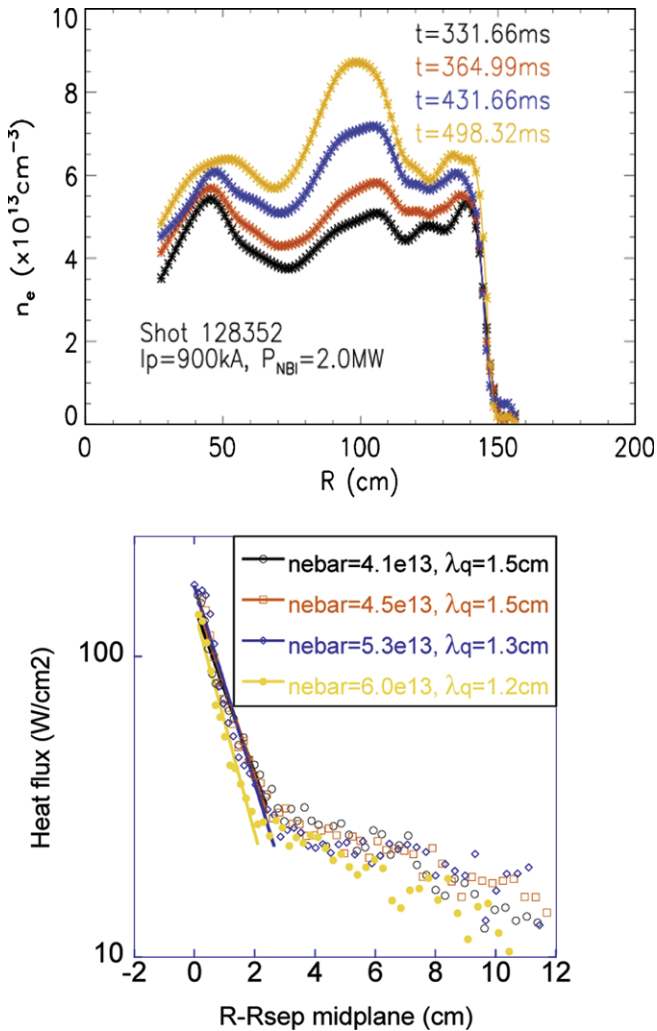 10
t=331.66ms
t=364.99ms
8
t=431.66ms
t=498.32ms
6
n_e (×10^13 cm^-3)
4
Shot 128352
2
Ip=900kA, P_NBI=2.0MW
0
0 50 100 150 200
R (cm)
nebar=4.1e13, λq=1.5cm
nebar=4.5e13, λq=1.5cm
nebar=5.3e13, λq=1.3cm
100
nebar=6.0e13, λq=1.2cm
Heat flux (W/cm2)
10
-2 0 2 4 6 8 10 12
R-Rsep midplane (cm)